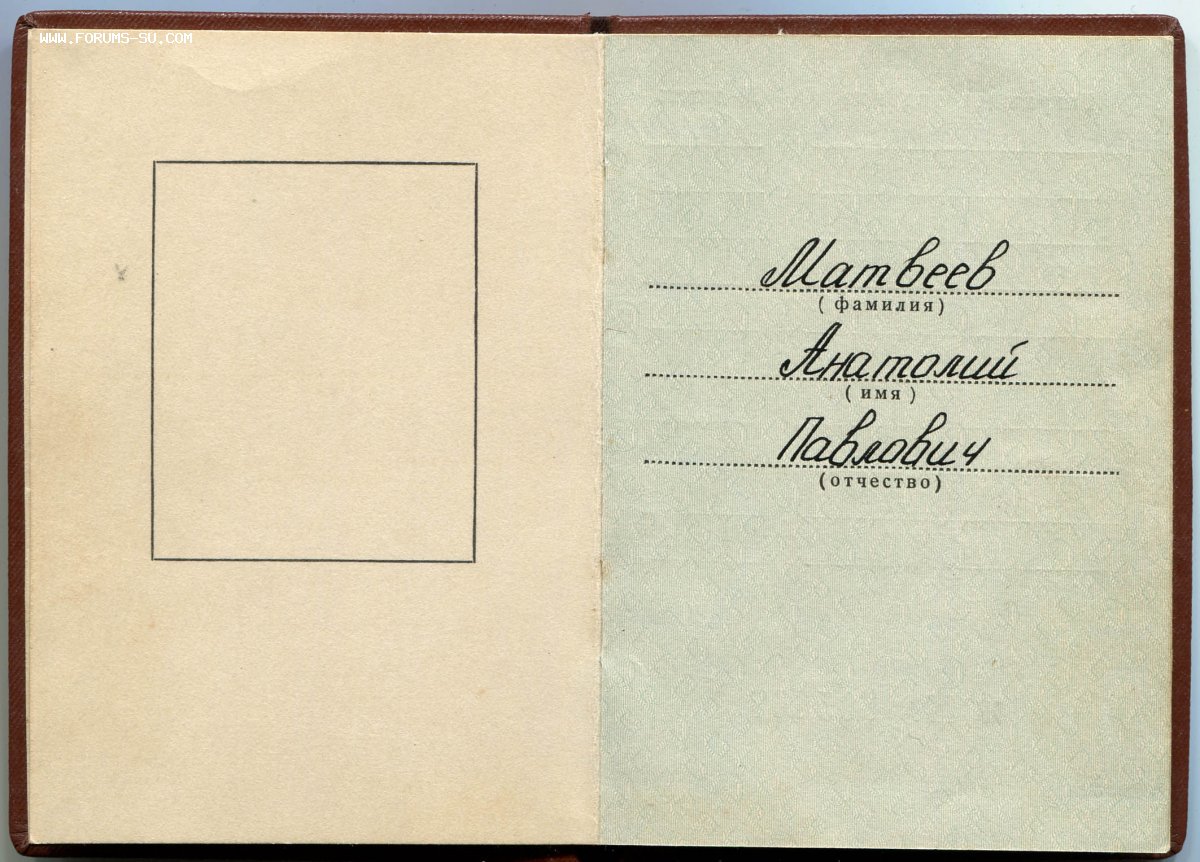 WWW.FORUMS-SU.COM
Матвеев
(фамилия)
Анатолий
(имя)
Павлович
(отчество)